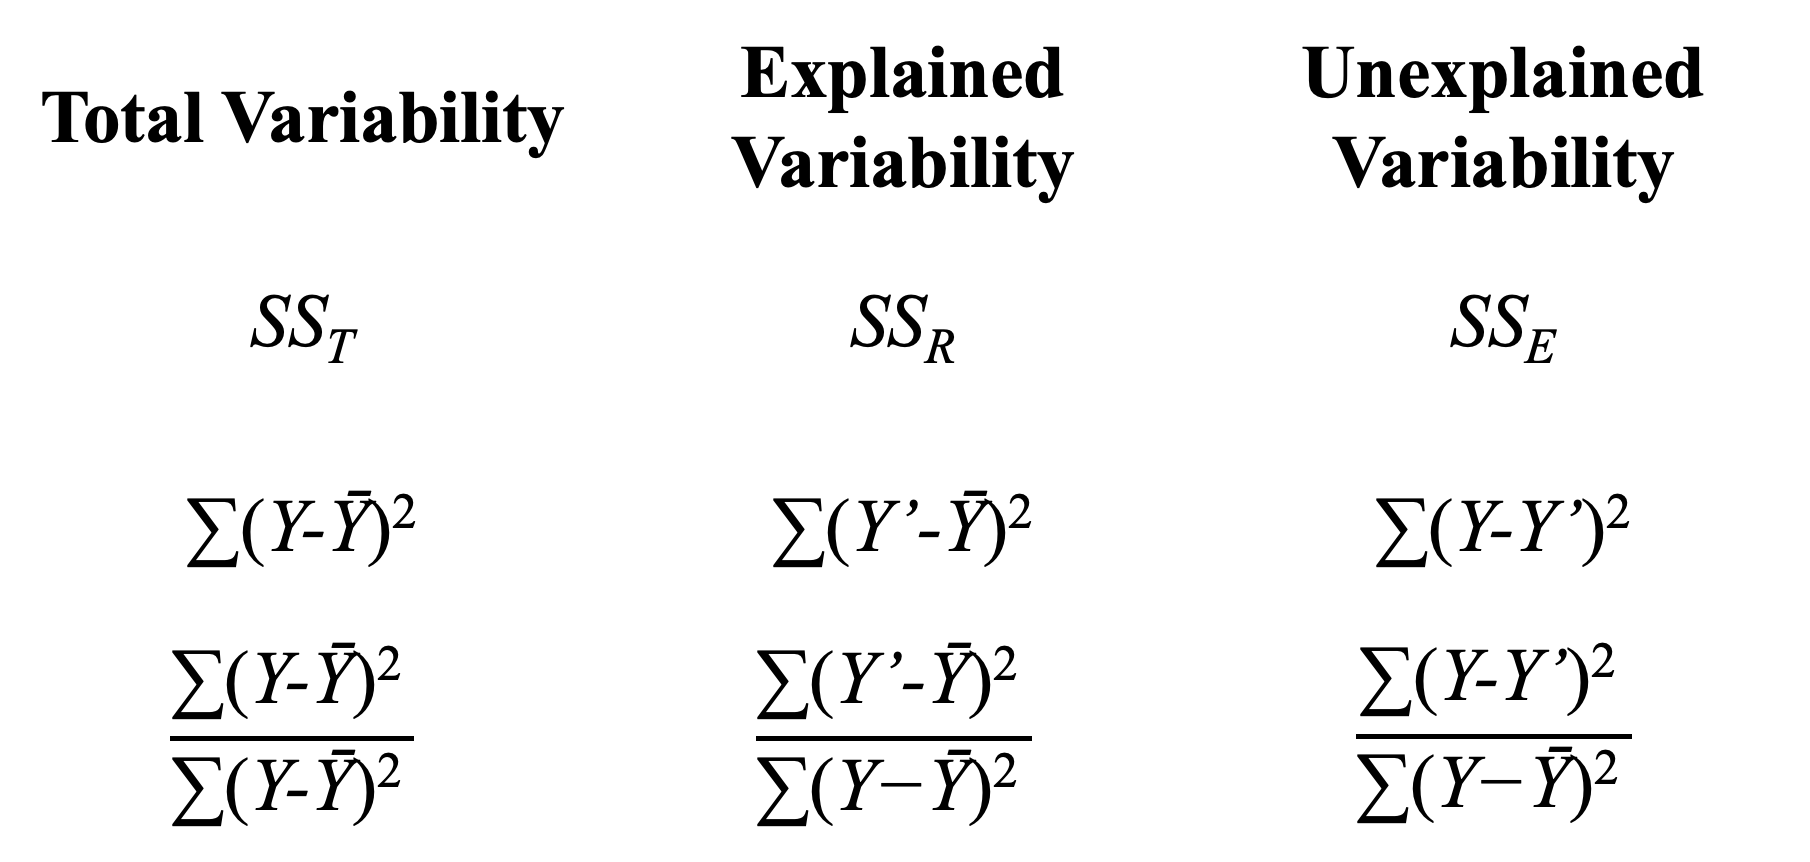 Total Variability
Explained
Variability
Unexplained
Variability
SS_T
SS_R
SS_E
∑(Y-Ȳ)²
∑(Y’-Ȳ)²
∑(Y-Y’)²
∑(Y-Ȳ)²
∑(Y-Ȳ)²
∑(Y’-Ȳ)²
∑(Y−Ȳ)²
∑(Y-Y’)²
∑(Y−Ȳ)²